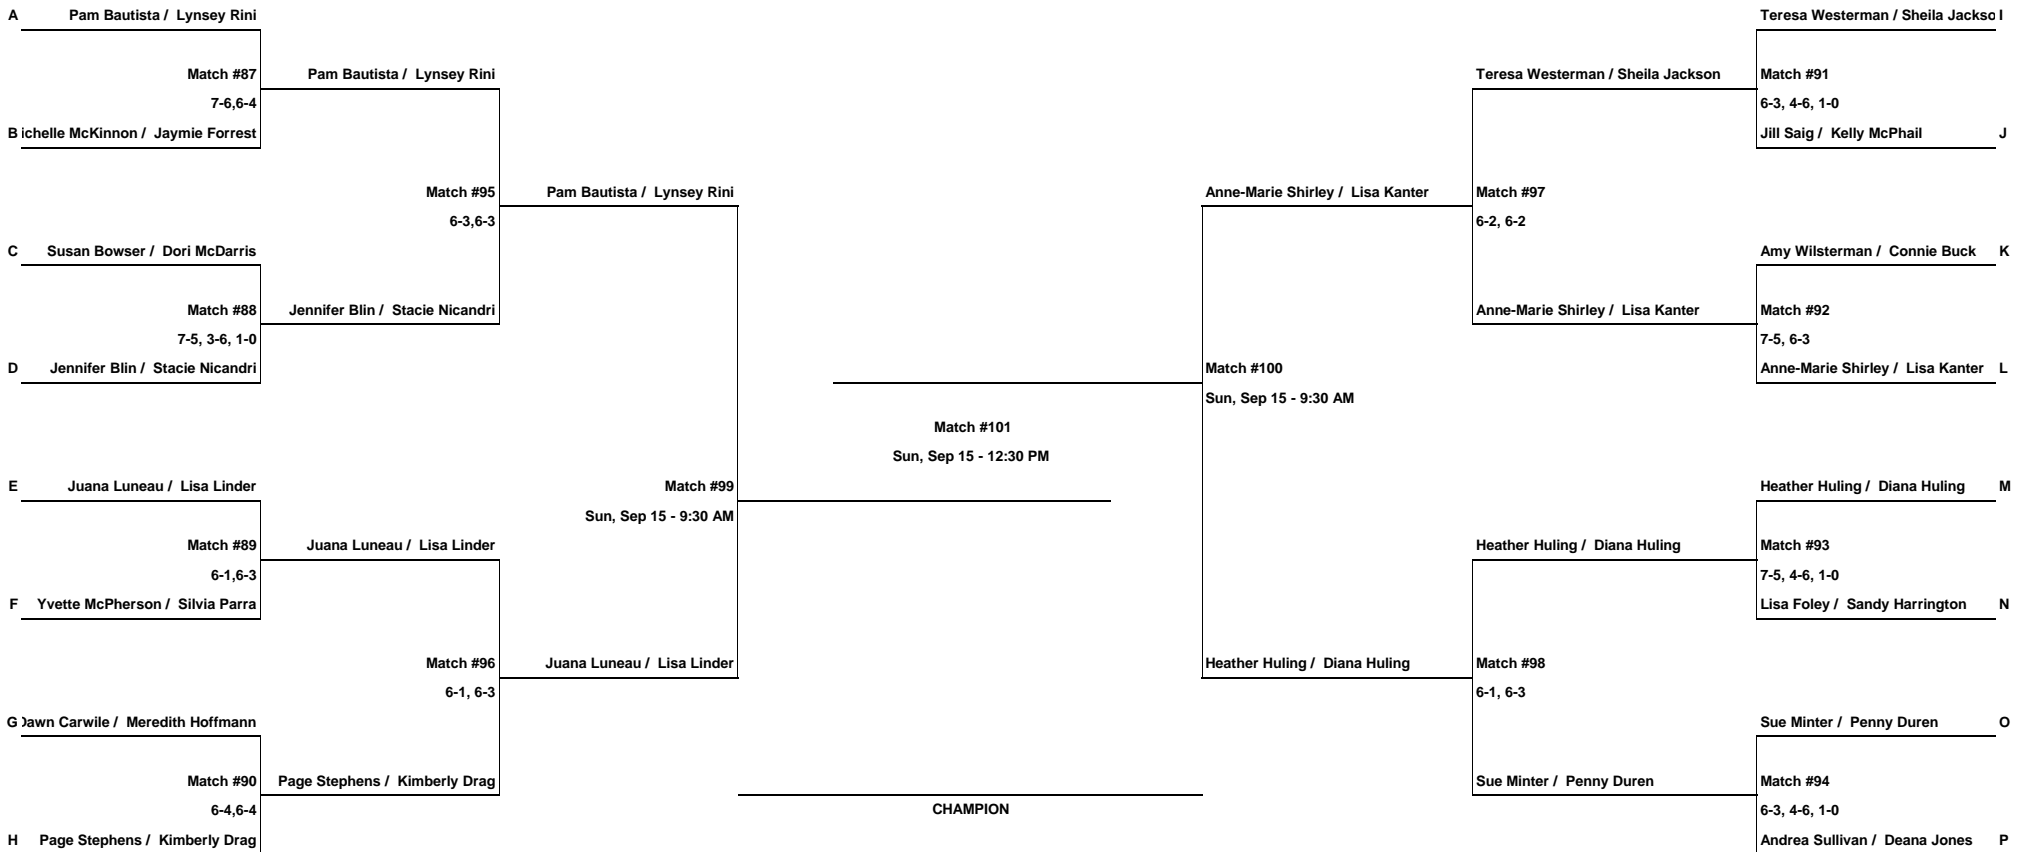 A Pam Bautista / Lynsey Rini
Match #87
7-6,6-4
B ichelle McKinnon / Jaymie Forrest
C Susan Bowser / Dori McDarris
Match #88
7-5, 3-6, 1-0
D Jennifer Blin / Stacie Nicandri
E Juana Luneau / Lisa Linder
Match #89
6-1,6-3
F Yvette McPherson / Silvia Parra
G Dawn Carwile / Meredith Hoffmann
Match #90
6-4,6-4
H Page Stephens / Kimberly Drag
Pam Bautista / Lynsey Rini
Match #95
6-3,6-3
Jennifer Blin / Stacie Nicandri
Juana Luneau / Lisa Linder
Match #96
6-1, 6-3
Page Stephens / Kimberly Drag
Pam Bautista / Lynsey Rini
Match #99
Sun, Sep 15 - 9:30 AM
Juana Luneau / Lisa Linder
Match #101
Sun, Sep 15 - 12:30 PM
CHAMPION
Anne-Marie Shirley / Lisa Kanter
Match #100
Sun, Sep 15 - 9:30 AM
Heather Huling / Diana Huling
Teresa Westerman / Sheila Jackson
Match #97
6-2, 6-2
Anne-Marie Shirley / Lisa Kanter
Heather Huling / Diana Huling
Match #98
6-1, 6-3
Sue Minter / Penny Duren
Teresa Westerman / Sheila Jackso I
Match #91
6-3, 4-6, 1-0
Jill Saig / Kelly McPhail J
Amy Wilsterman / Connie Buck K
Match #92
7-5, 6-3
Anne-Marie Shirley / Lisa Kanter L
Heather Huling / Diana Huling M
Match #93
7-5, 4-6, 1-0
Lisa Foley / Sandy Harrington N
Sue Minter / Penny Duren O
Match #94
6-3, 4-6, 1-0
Andrea Sullivan / Deana Jones P